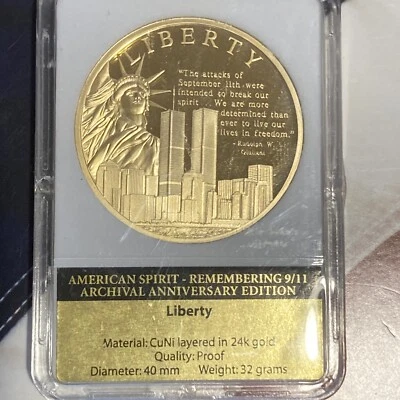 LIBERTY
"The attacks of
September 11th were
intended to break our
spirit ... We are more
determined than
ever to live our
lives in freedom."
- Rudolph W.
Giuliani
AMERICAN SPIRIT - REMEMBERING 9/11
ARCHIVAL ANNIVERSARY EDITION
Liberty
Material: CuNi layered in 24k gold
Quality: Proof
Diameter: 40 mm Weight: 32 grams